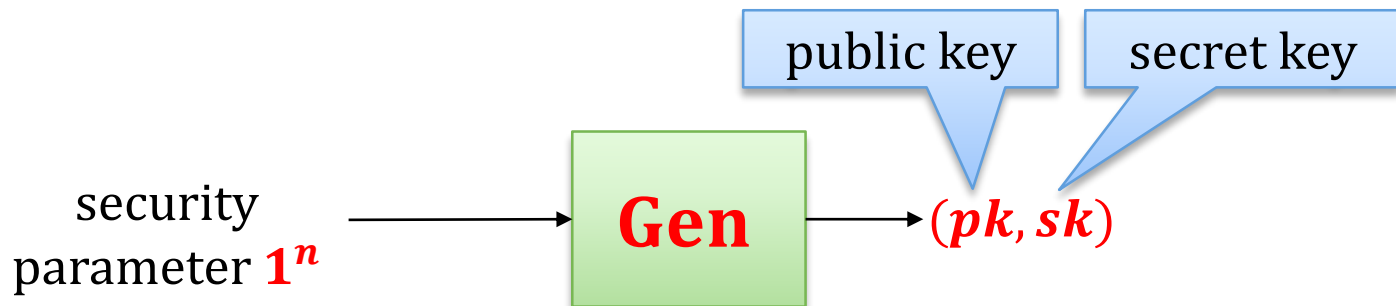 public key
secret key
security
parameter 1ⁿ
Gen
(pk, sk)